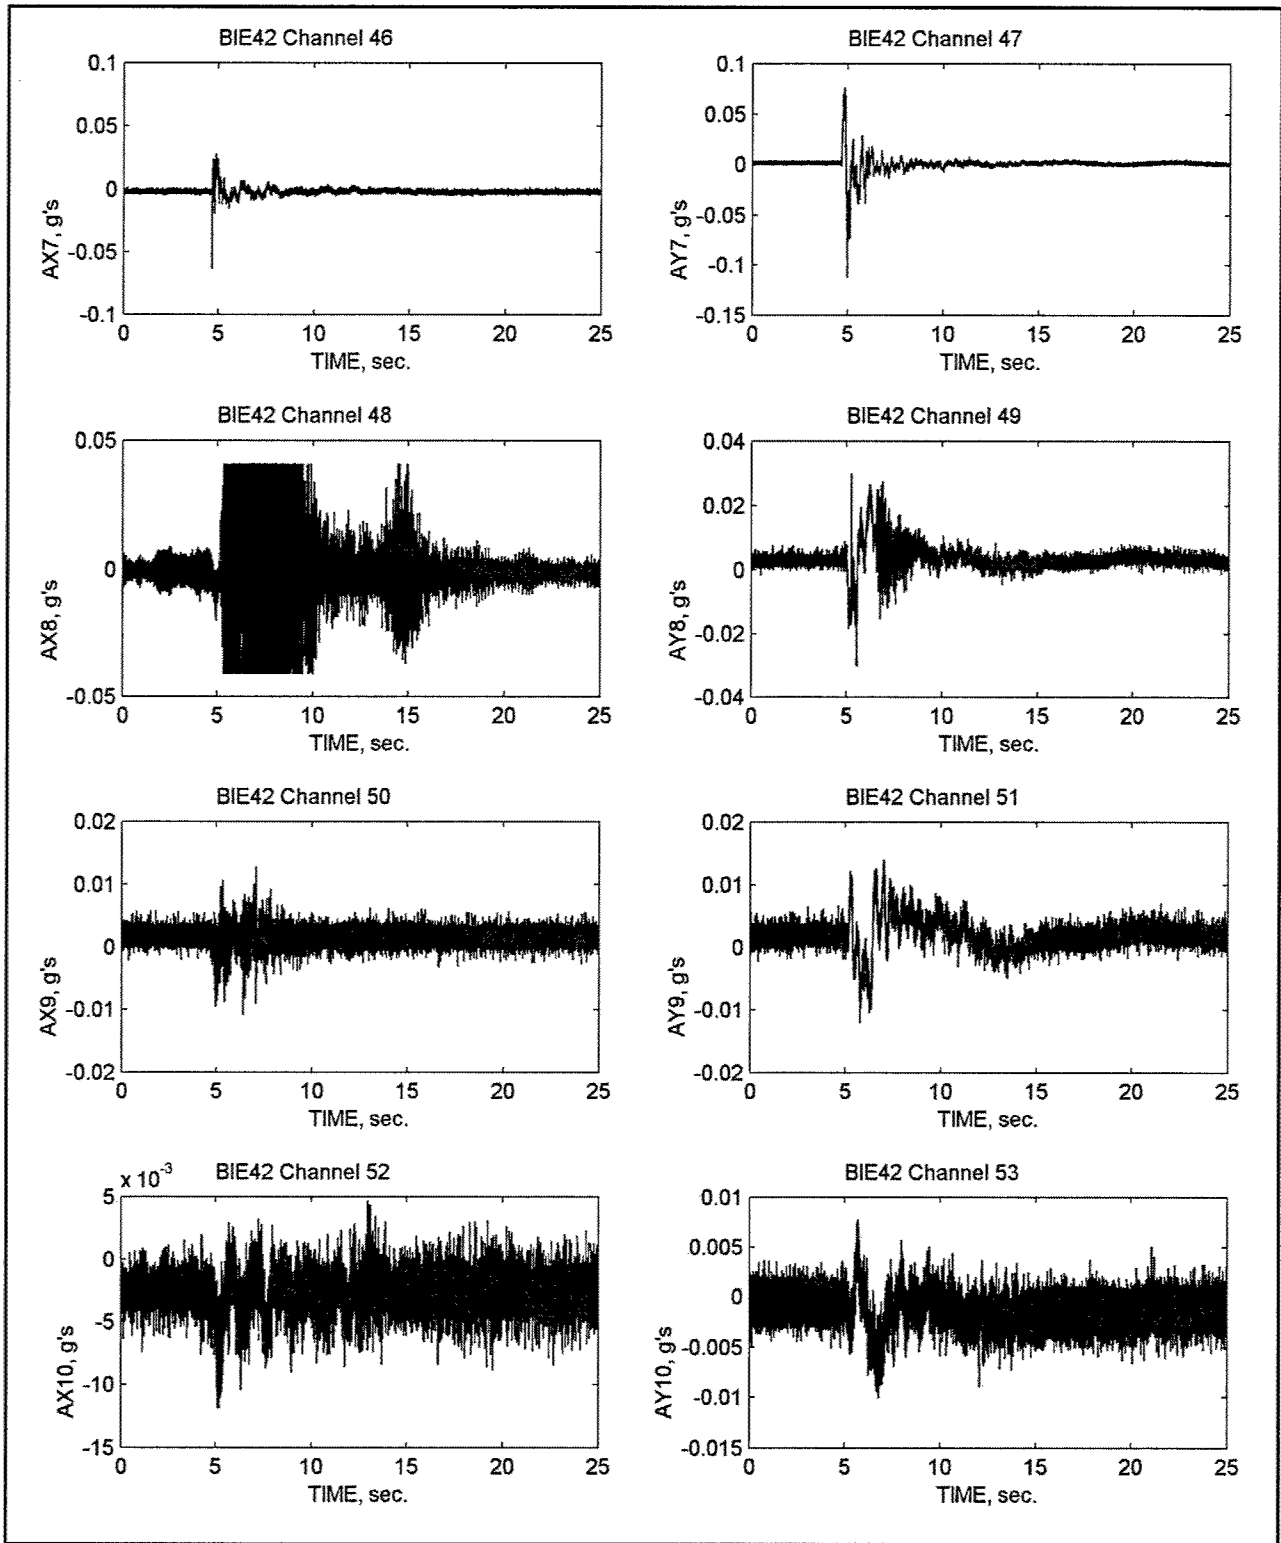 BIE42 Channel 46
0.1
0.05
0
-0.05
-0.1
AX7, g's
0 5 10 15 20 25
TIME, sec.
BIE42 Channel 47
0.1
0.05
0
-0.05
-0.1
-0.15
AY7, g's
0 5 10 15 20 25
TIME, sec.
BIE42 Channel 48
0.05
0
-0.05
AX8, g's
0 5 10 15 20 25
TIME, sec.
BIE42 Channel 49
0.04
0.02
0
-0.02
-0.04
AY8, g's
0 5 10 15 20 25
TIME, sec.
BIE42 Channel 50
0.02
0.01
0
-0.01
-0.02
AX9, g's
0 5 10 15 20 25
TIME, sec.
BIE42 Channel 51
0.02
0.01
0
-0.01
-0.02
AY9, g's
0 5 10 15 20 25
TIME, sec.
x 10⁻³ BIE42 Channel 52
5
0
-5
-10
-15
AX10, g's
0 5 10 15 20 25
TIME, sec.
BIE42 Channel 53
0.01
0.005
0
-0.005
-0.01
-0.015
AY10, g's
0 5 10 15 20 25
TIME, sec.